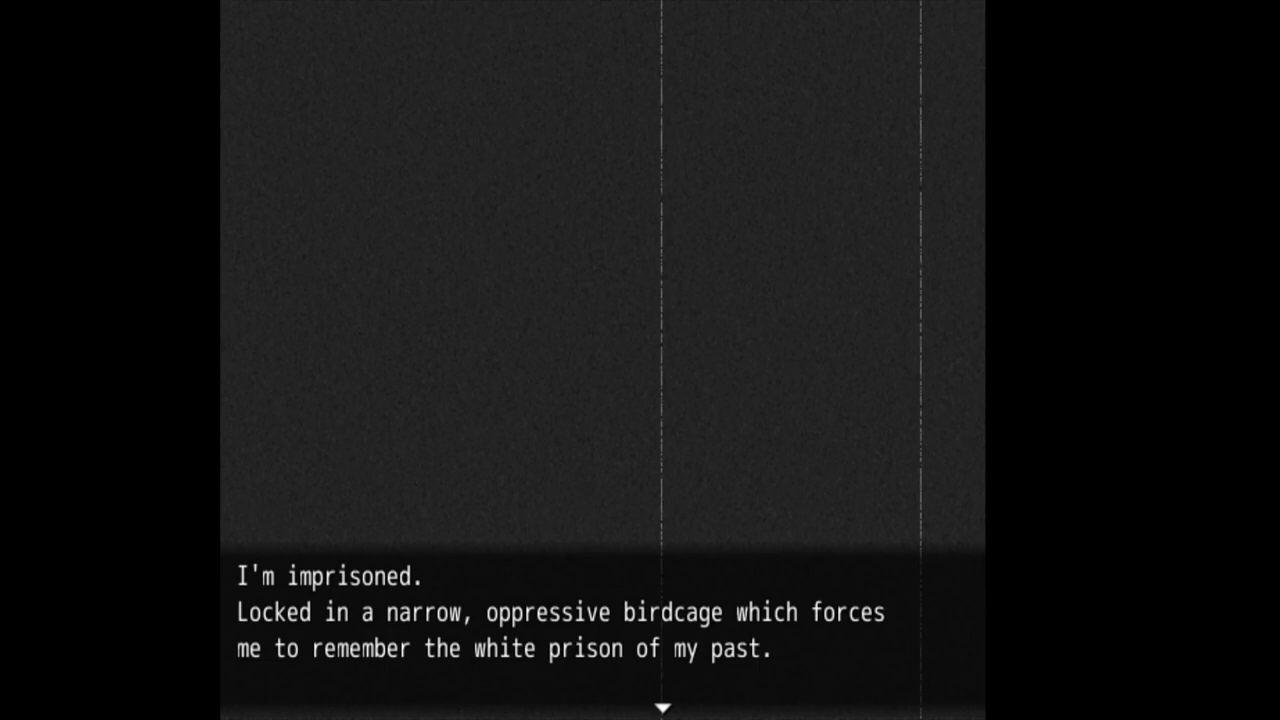 I'm imprisoned.
Locked in a narrow, oppressive birdcage which forces
me to remember the white prison of my past.